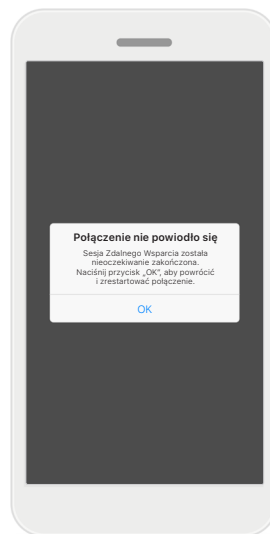 Połączenie nie powiodło się
Sesja Zdalnego Wsparcia została
nieoczekiwanie zakończona.
Naciśnij przycisk „OK”, aby powrócić
i zrestartować połączenie.
OK